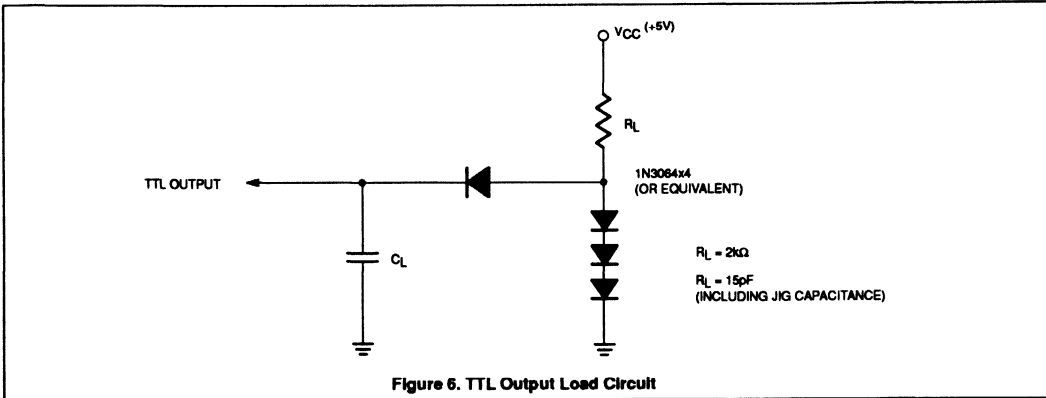 VCC (+5V)
RL
TTL OUTPUT
1N3064x4
(OR EQUIVALENT)
CL
RL = 2kΩ
RL = 15pF
(INCLUDING JIG CAPACITANCE)
Figure 6. TTL Output Load Circuit